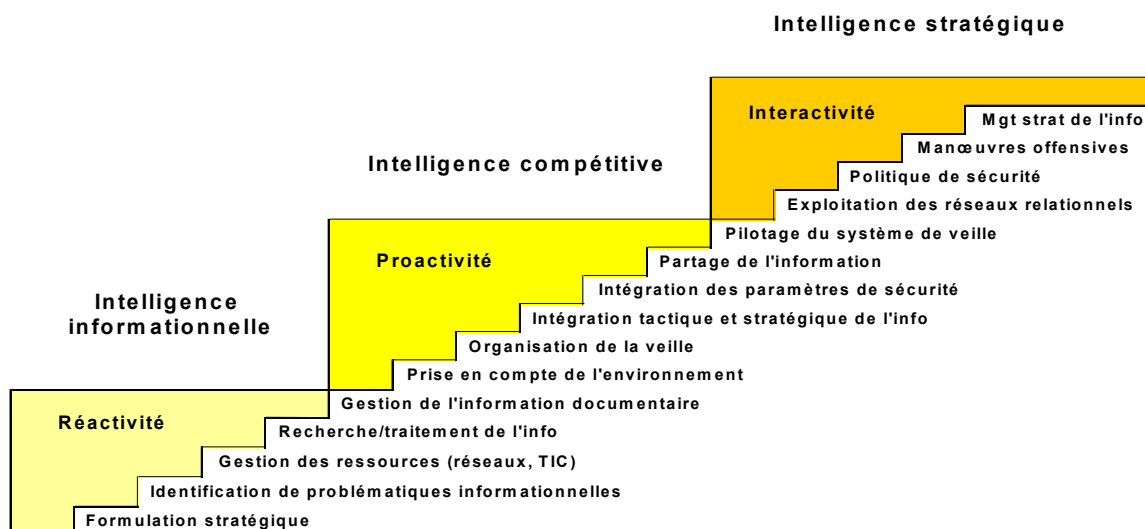 Intelligence stratégique
Interactivité
Mgt strat de l'info
Manœuvres offensives
Intelligence compétitive
Politique de sécurité
Exploitation des réseaux relationnels
Pilotage du système de veille
Proactivité
Partage de l'information
Intégration des paramètres de sécurité
Intelligence
informationnelle
Intégration tactique et stratégique de l'info
Organisation de la veille
Prise en compte de l'environnement
Gestion de l'information documentaire
Réactivité
Recherche/traitement de l'info
Gestion des ressources (réseaux, TIC)
Identification de problématiques informationnelles
Formulation stratégique